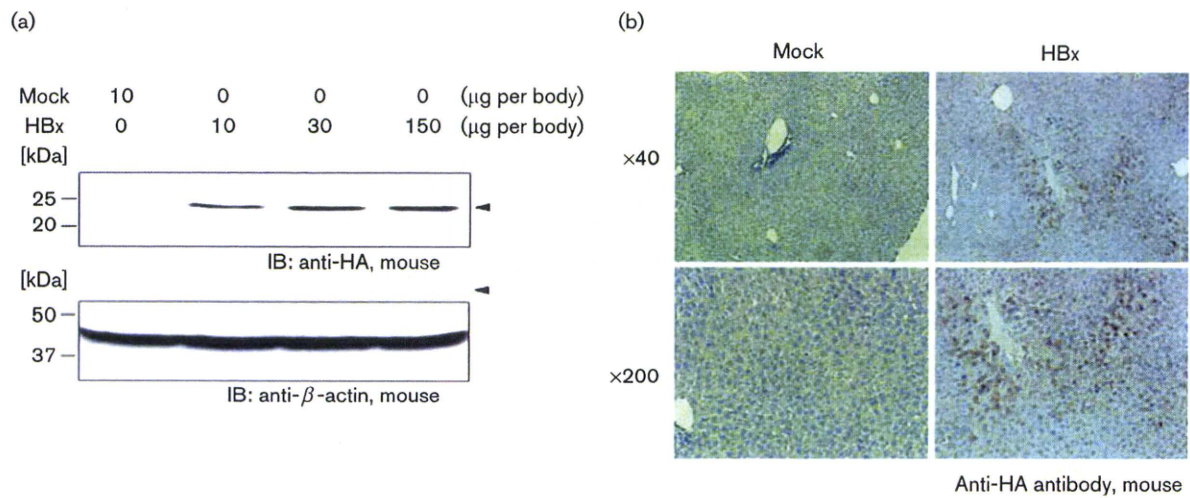 (a)
Mock 10 0 0 0 (µg per body)
HBx 0 10 30 150 (µg per body)
[kDa]
25
20
IB: anti-HA, mouse
[kDa]
50
37
IB: anti-β-actin, mouse
(b)
Mock HBx
×40
×200
Anti-HA antibody, mouse